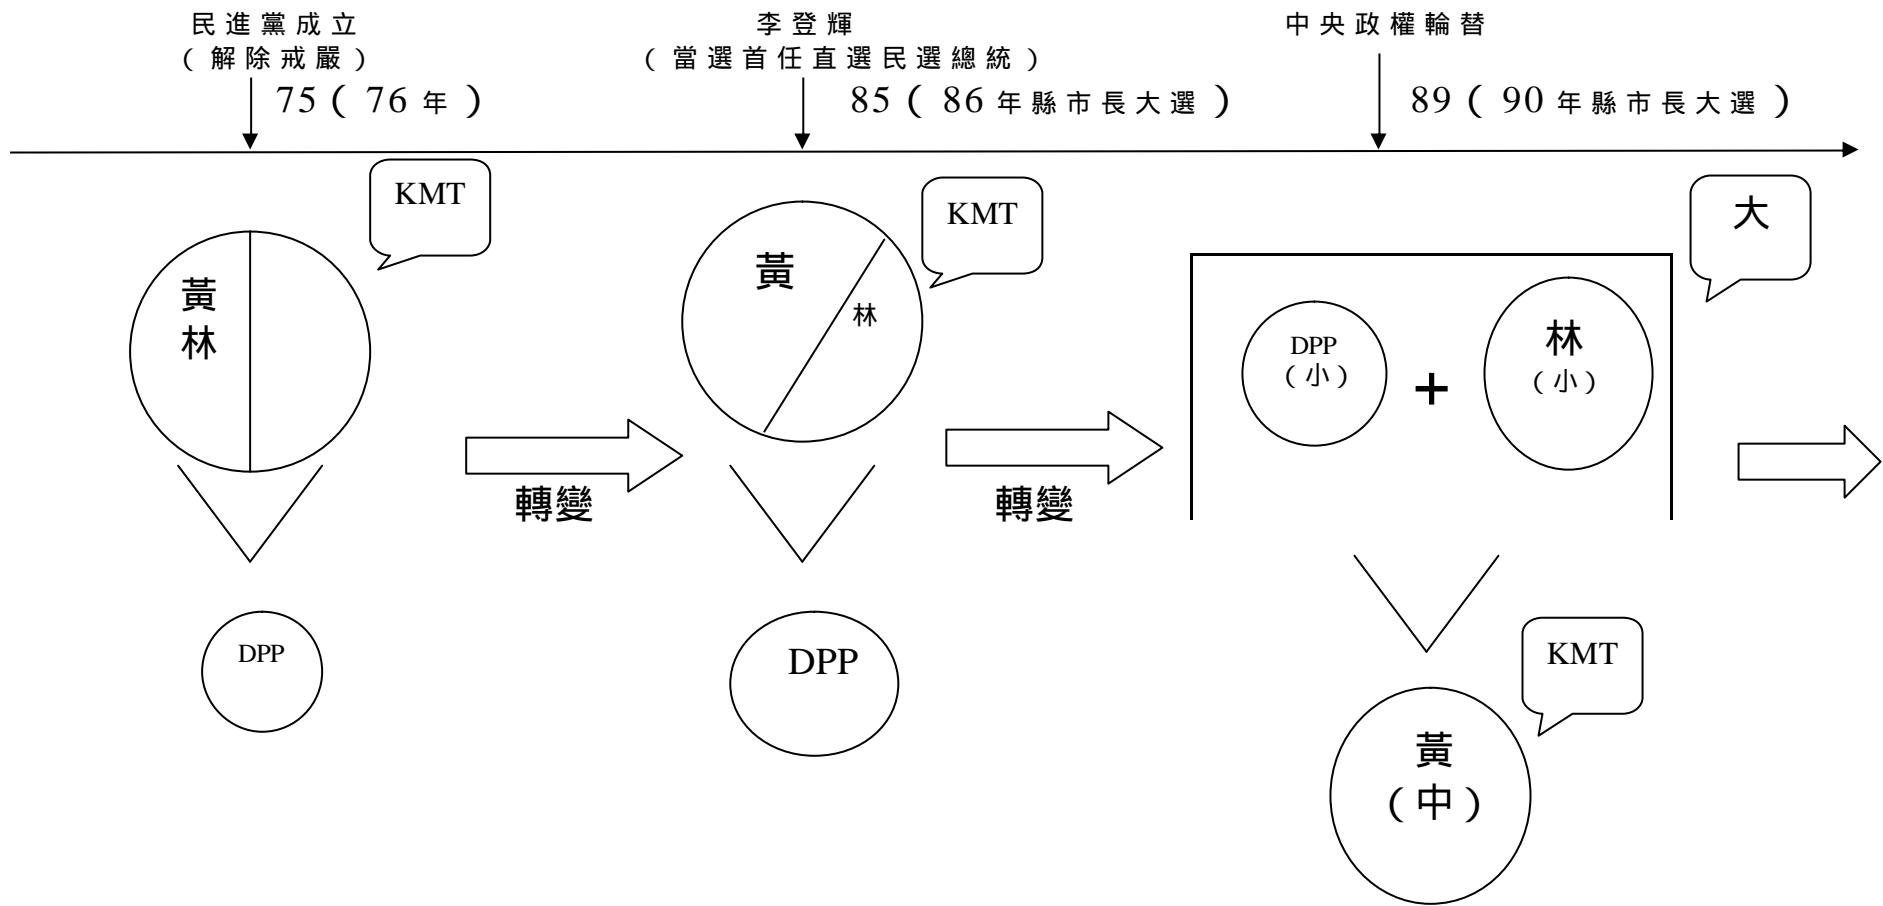 民進黨成立
(解除戒嚴)
75(76年)
李登輝
(當選首任直選民選總統)
85(86年縣市長大選)
中央政權輪替
89(90年縣市長大選)
KMT
黃
林
DPP
轉變
KMT
黃
林
DPP
轉變
大
DPP
(小)
+
林
(小)
KMT
黃
(中)